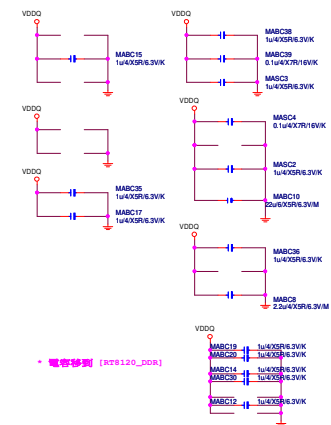 VDDQ
MABC15
1u/4/X5R/6.3V/K
VDDQ
VDDQ
MABC35
1u/4/X5R/6.3V/K
MABC17
1u/4/X5R/6.3V/K
VDDQ
MABC38
1u/4/X5R/6.3V/K
MABC39
0.1u/4/X7R/16V/K
MASC3
1u/4/X5R/6.3V/K
VDDQ
MASC4
0.1u/4/X7R/16V/K
MASC2
1u/4/X5R/6.3V/K
MABC10
22u/6/X5R/6.3V/M
VDDQ
MABC36
1u/4/X5R/6.3V/K
MABC8
2.2u/4/X5R/6.3V/M
* 電容移到 [RT8120_DDR]
VDDQ
MABC19 1u/4/X5R/6.3V/K
MABC20 1u/4/X5R/6.3V/K
MABC14 1u/4/X5R/6.3V/K
MABC30 1u/4/X5R/6.3V/K
MABC12 1u/4/X5R/6.3V/K